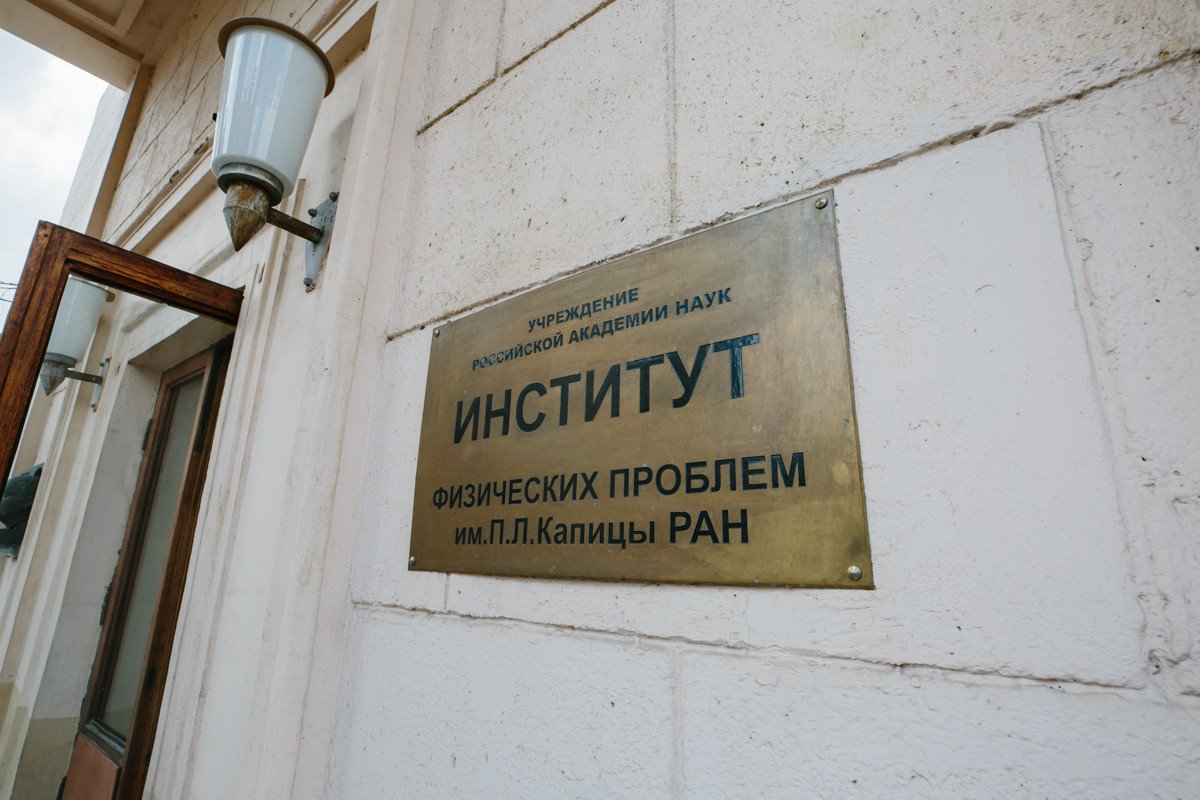 УЧРЕЖДЕНИЕ
РОССИЙСКОЙ АКАДЕМИИ НАУК
ИНСТИТУТ
ФИЗИЧЕСКИХ ПРОБЛЕМ
им.П.Л.Капицы РАН